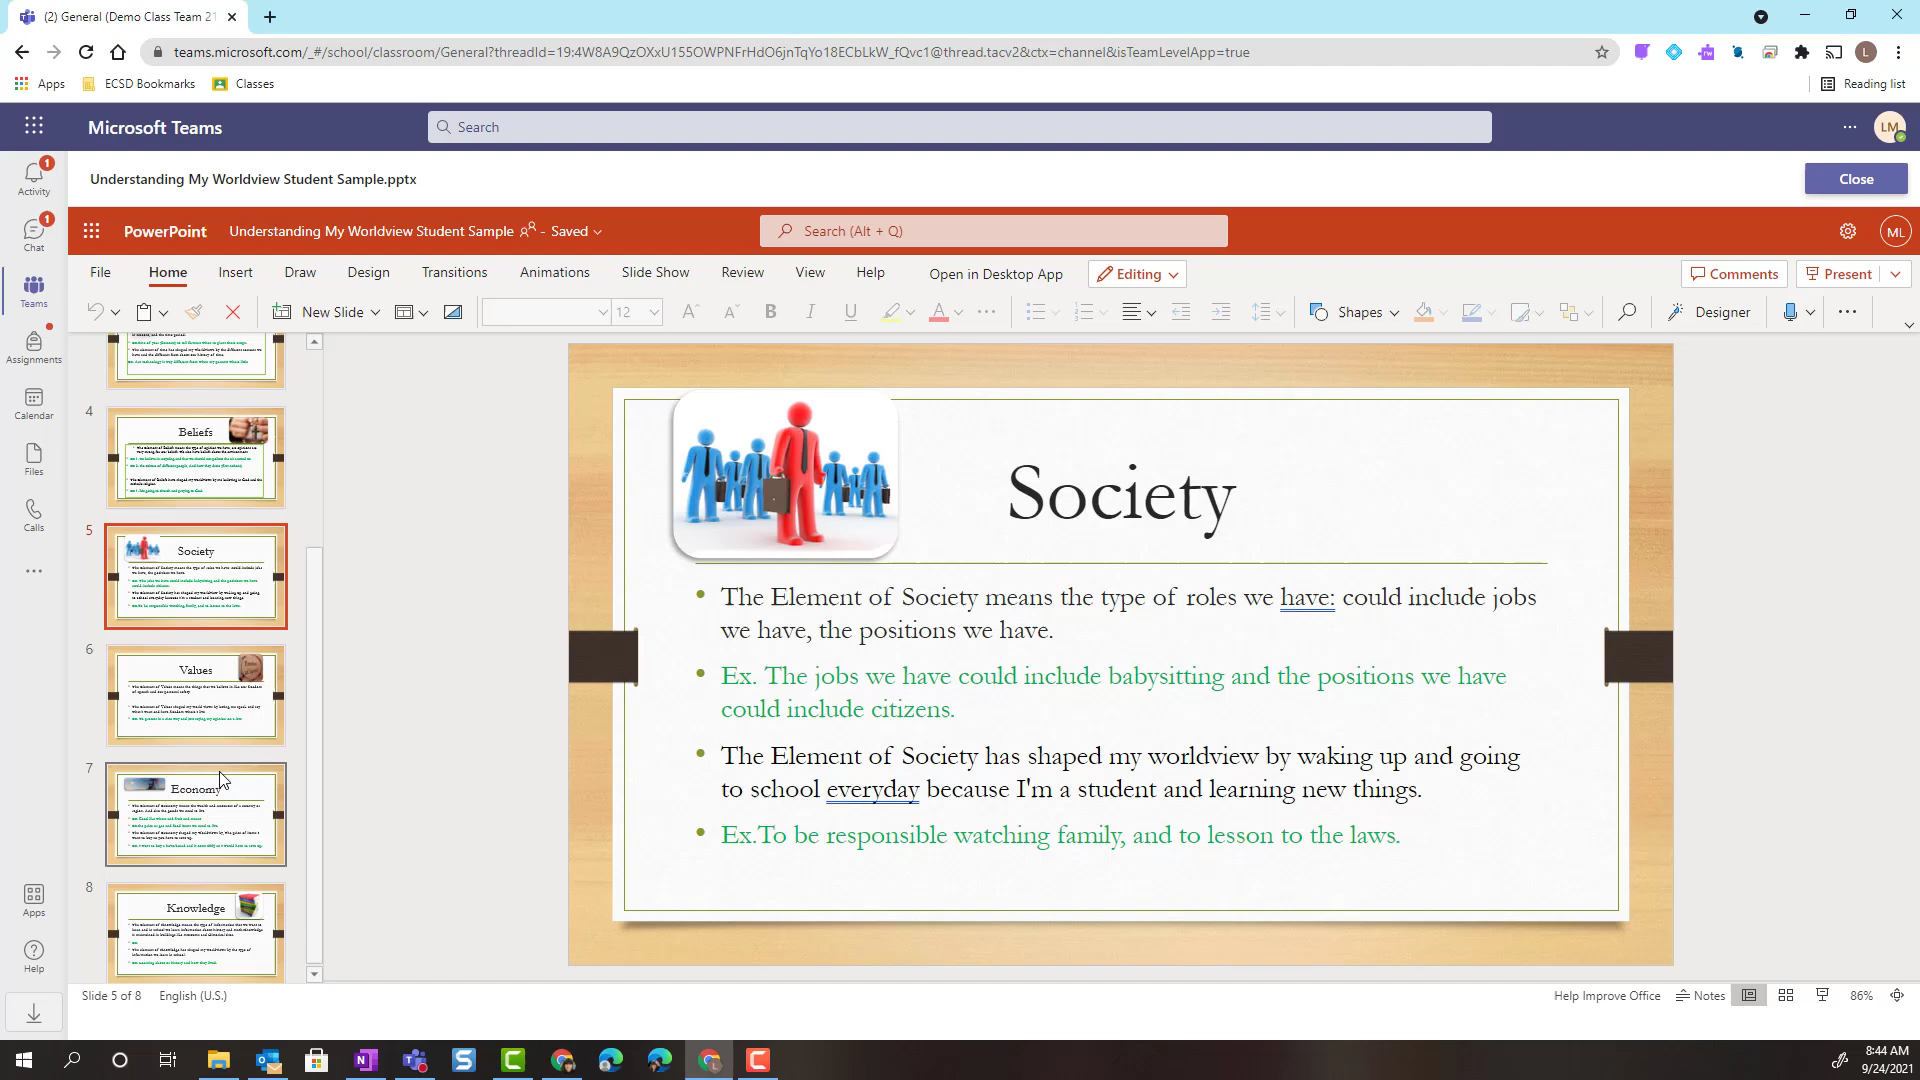 (2) General (Demo Class Team 21
teams.microsoft.com/_#/school/classroom/General?threadId=19:4W8A9QzOXxU155OWPNFrHdO6jnTqYo18ECbLkW_fQvc1@thread.tacv2&ctx=channel&isTeamLevelApp=true
L
Apps ECSD Bookmarks Classes Reading list
Microsoft Teams Search LM
Activity 1
Understanding My Worldview Student Sample.pptx Close
Chat 1
PowerPoint Understanding My Worldview Student Sample - Saved Search (Alt + Q) ML
File Home Insert Draw Design Transitions Animations Slide Show Review View Help Open in Desktop App Editing Comments Present
New Slide 12 B I U A Shapes Designer
Teams
Assignments
Calendar
Files
Calls
Apps
Help
4
Beliefs
5
Society
6
Values
7
Economy
8
Knowledge
Society
• The Element of Society means the type of roles we have: could include jobs
we have, the positions we have.
• Ex. The jobs we have could include babysitting and the positions we have
could include citizens.
• The Element of Society has shaped my worldview by waking up and going
to school everyday because I'm a student and learning new things.
• Ex.To be responsible watching family, and to lesson to the laws.
Slide 5 of 8 English (U.S.) Help Improve Office Notes 86%
8:44 AM
9/24/2021